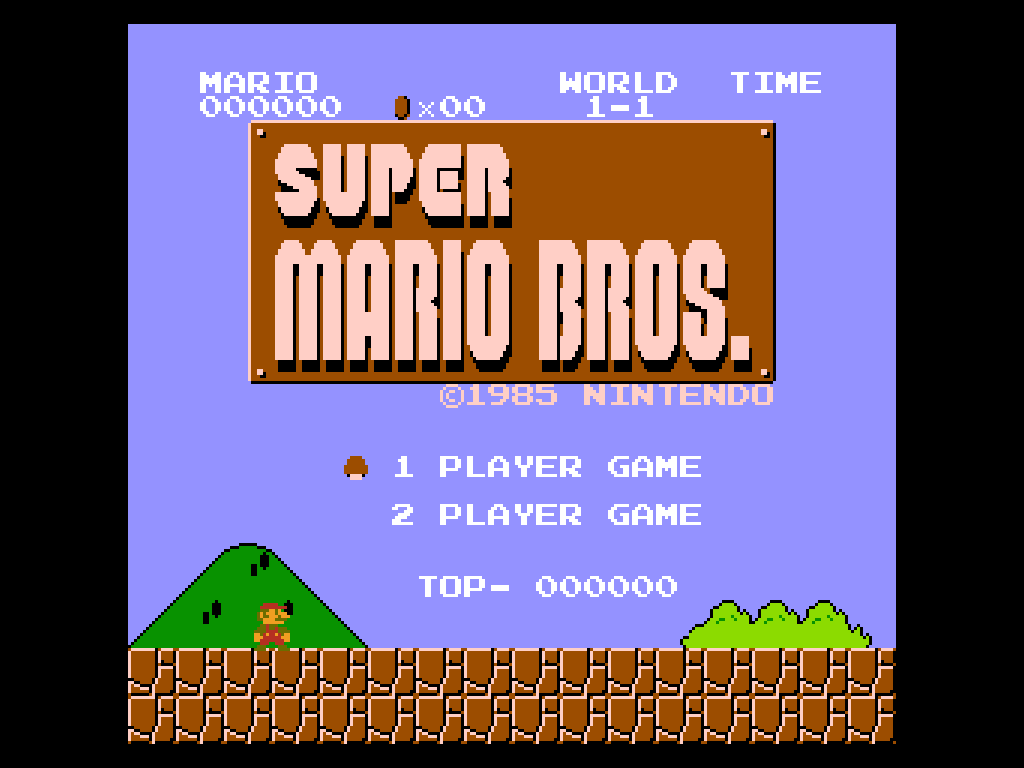 MARIO WORLD TIME
000000 ×00 1-1
SUPER
MARIO BROS.
©1985 NINTENDO
1 PLAYER GAME
2 PLAYER GAME
TOP- 000000